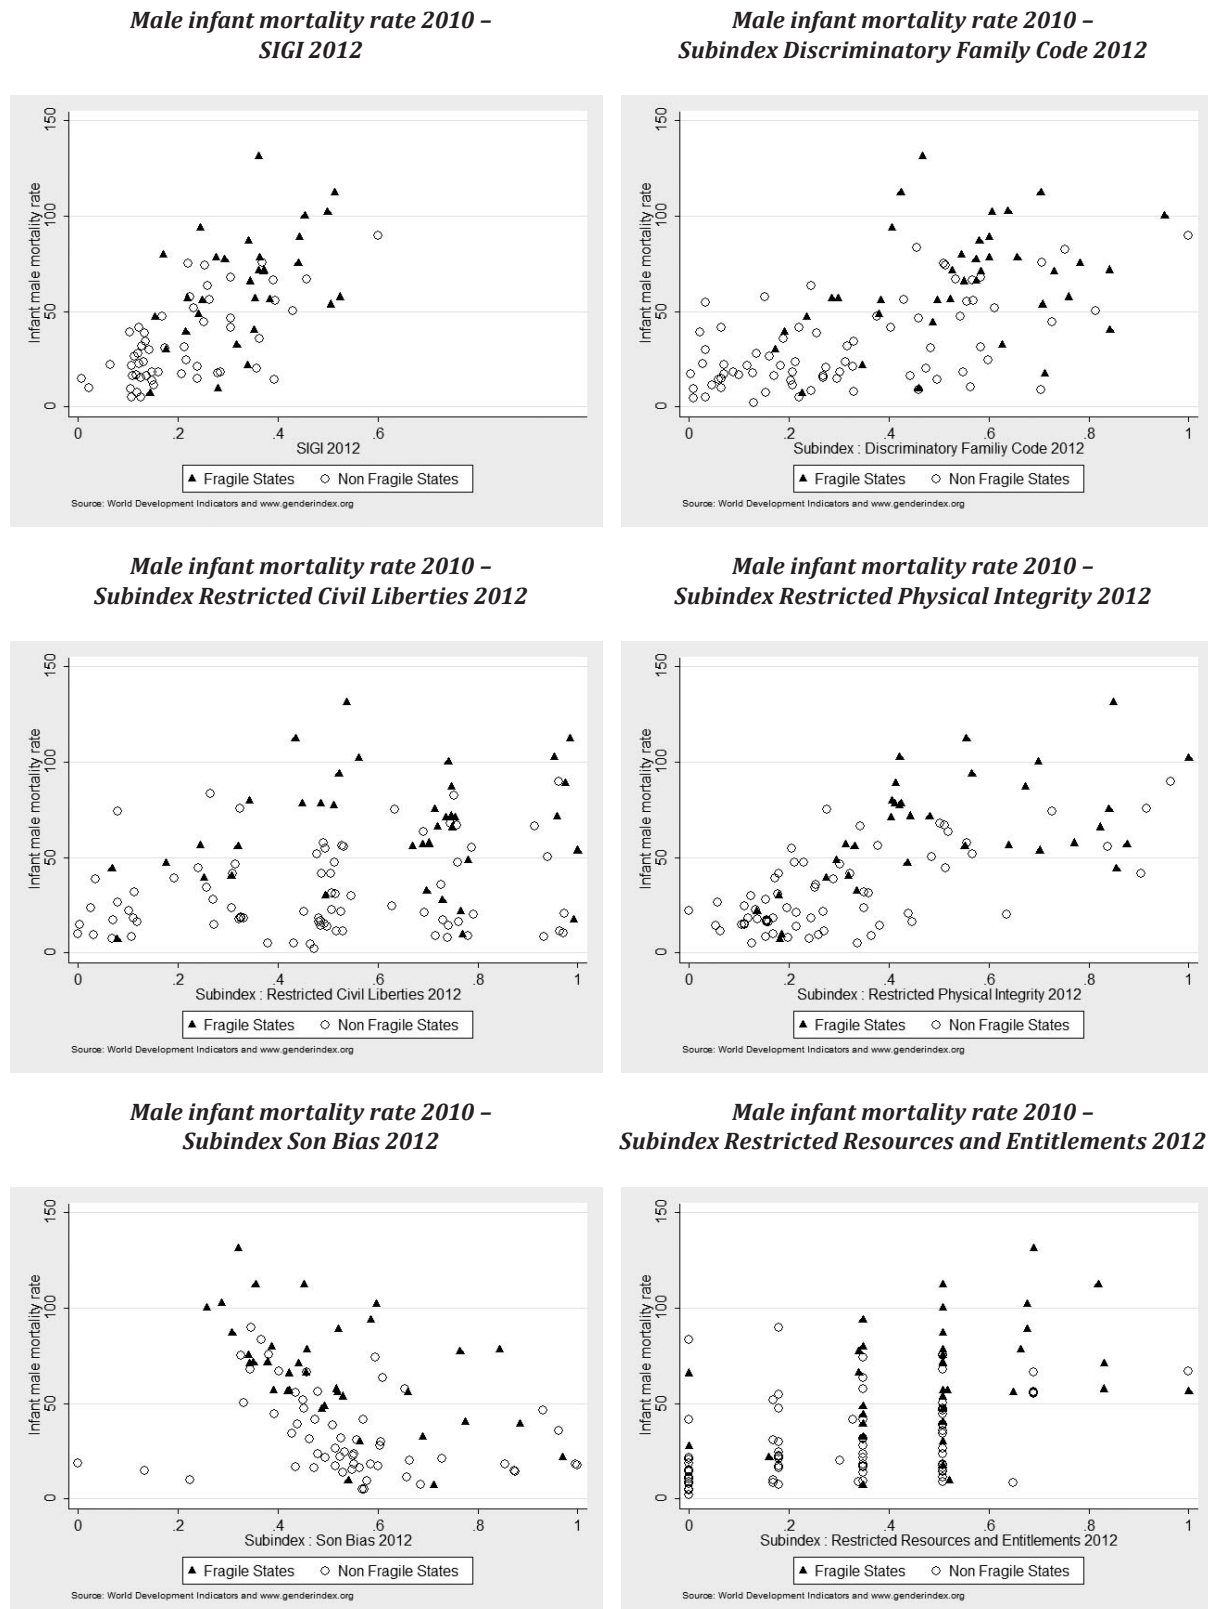 Male infant mortality rate 2010 –
SIGI 2012
150
100
50
0
Infant male mortality rate
0
.2
.4
.6
SIGI 2012
▲ Fragile States ○ Non Fragile States
Source: World Development Indicators and www.genderindex.org
Male infant mortality rate 2010 –
Subindex Discriminatory Family Code 2012
150
100
50
0
Infant male mortality rate
0
.2
.4
.6
.8
1
Subindex : Discriminatory Familiy Code 2012
▲ Fragile States ○ Non Fragile States
Source: World Development Indicators and www.genderindex.org
Male infant mortality rate 2010 –
Subindex Restricted Civil Liberties 2012
150
100
50
0
Infant male mortality rate
0
.2
.4
.6
.8
1
Subindex : Restricted Civil Liberties 2012
▲ Fragile States ○ Non Fragile States
Source: World Development Indicators and www.genderindex.org
Male infant mortality rate 2010 –
Subindex Restricted Physical Integrity 2012
150
100
50
0
Infant male mortality rate
0
.2
.4
.6
.8
1
Subindex : Restricted Physical Integrity 2012
▲ Fragile States ○ Non Fragile States
Source: World Development Indicators and www.genderindex.org
Male infant mortality rate 2010 –
Subindex Son Bias 2012
150
100
50
0
Infant male mortality rate
0
.2
.4
.6
.8
1
Subindex : Son Bias 2012
▲ Fragile States ○ Non Fragile States
Source: World Development Indicators and www.genderindex.org
Male infant mortality rate 2010 –
Subindex Restricted Resources and Entitlements 2012
150
100
50
0
Infant male mortality rate
0
.2
.4
.6
.8
1
Subindex : Restricted Resources and Entitlements 2012
▲ Fragile States ○ Non Fragile States
Source: World Development Indicators and www.genderindex.org